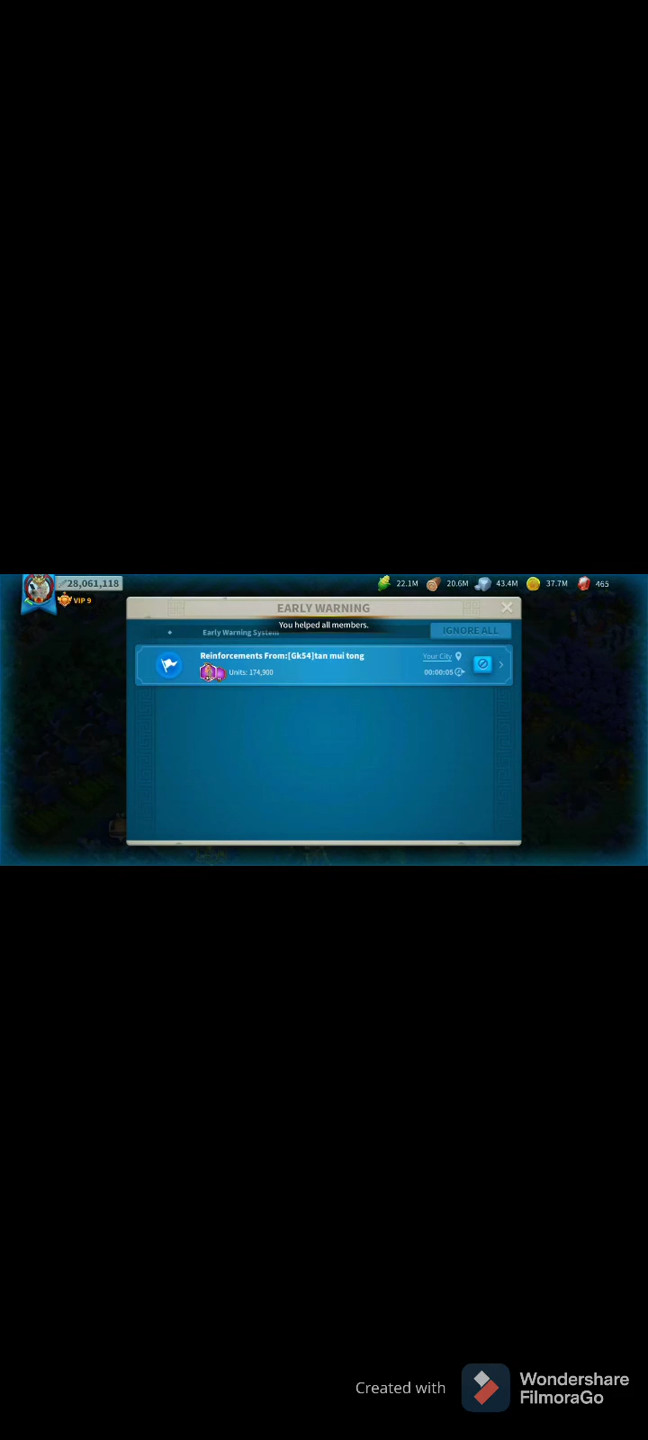 28,061,118
22.1M
20.6M
43.4M
37.7M
465
VIP 9
EARLY WARNING
You helped all members.
Early Warning System
IGNORE ALL
Reinforcements From:[Gk54]tan mui tong
Your City
Units: 174,900
00:00:05
Created with
Wondershare
FilmoraGo